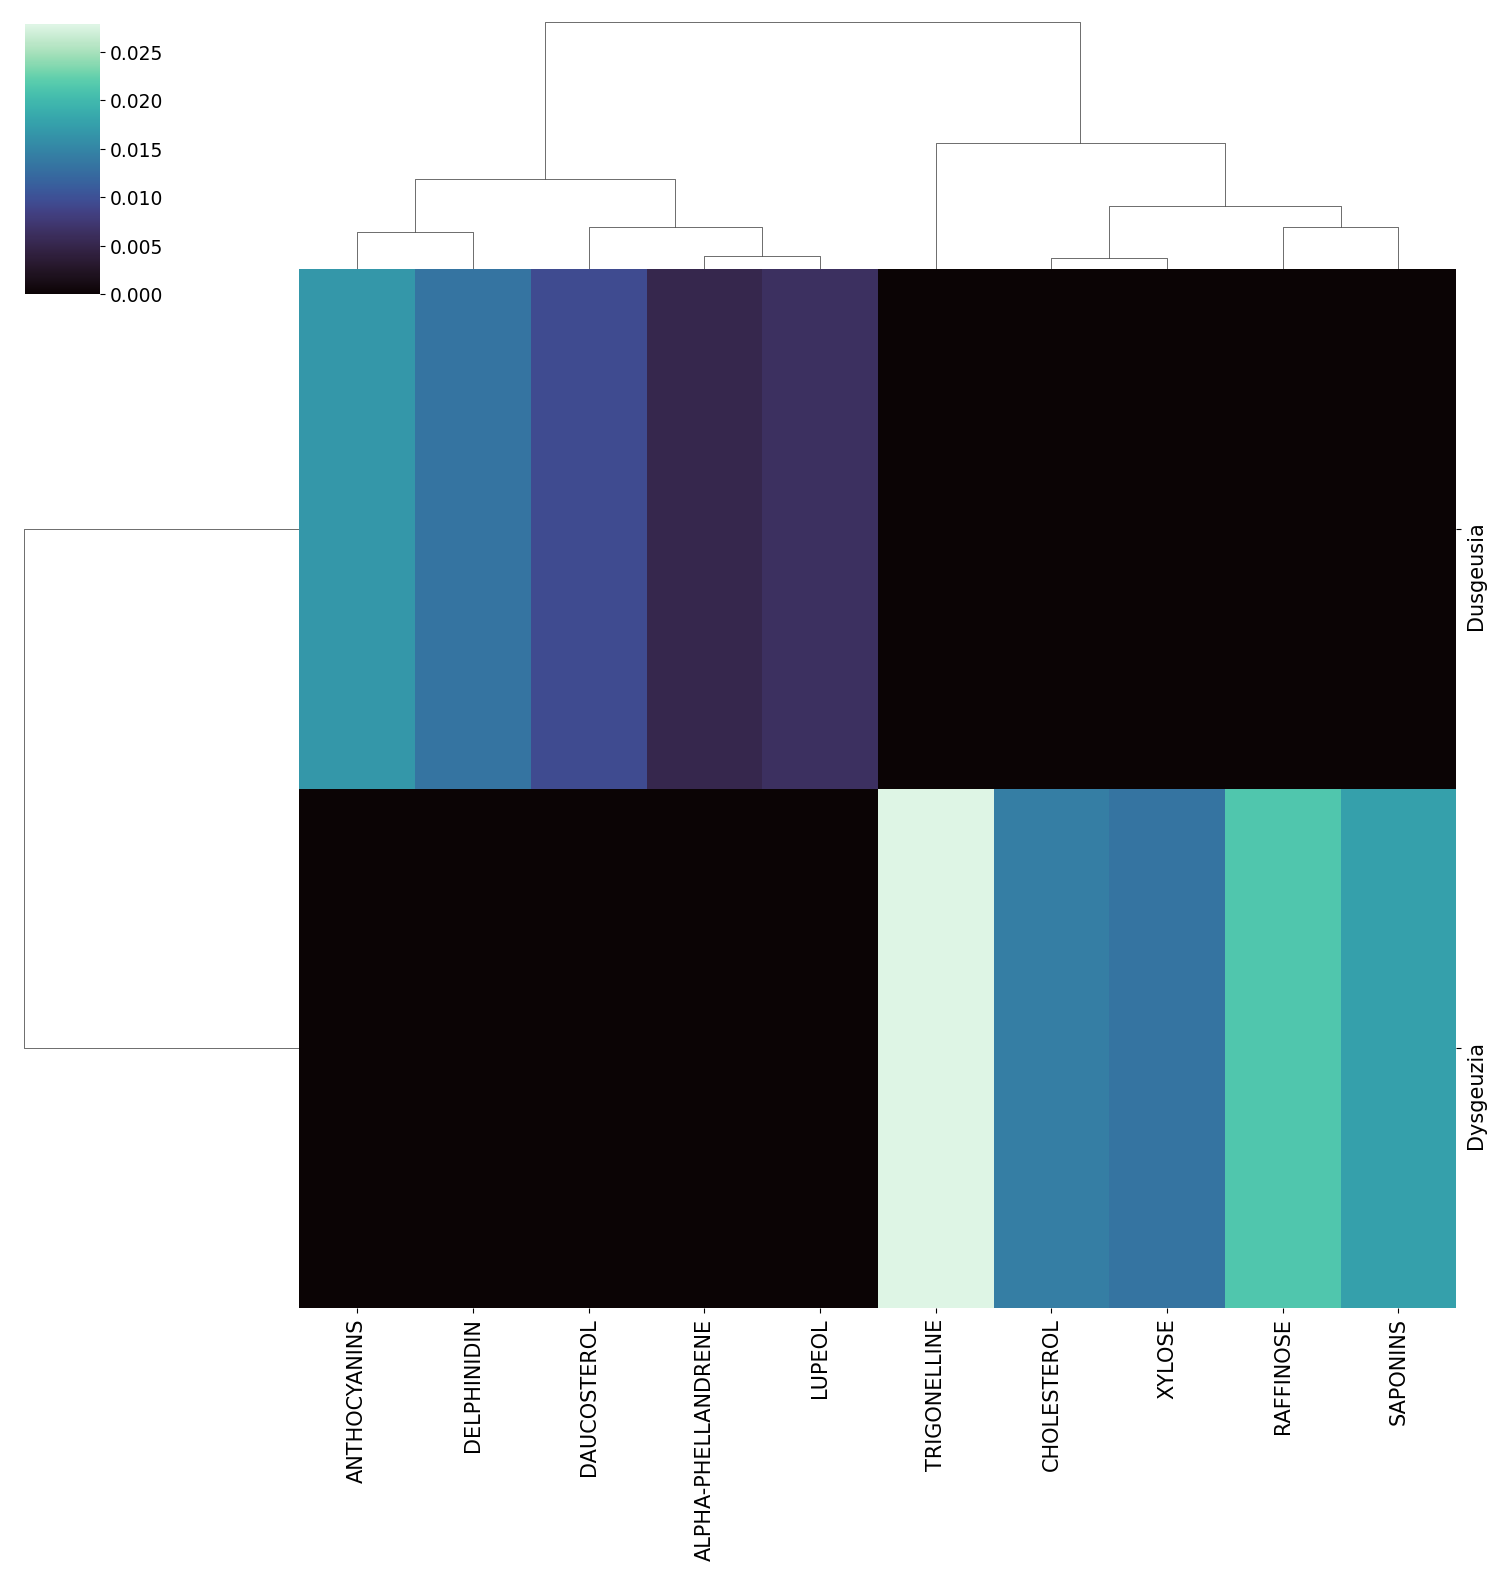 0.025
0.020
0.015
0.010
0.005
0.000
Dusgeusia
Dysgeuzia
ANTHOCYANINS
DELPHINIDIN
DAUCOSTEROL
ALPHA-PHELLANDRENE
LUPEOL
TRIGONELLINE
CHOLESTEROL
XYLOSE
RAFFINOSE
SAPONINS